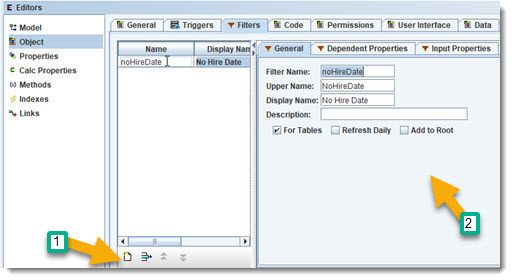 E Editors
Model
Object
Properties
Calc Properties
Methods
Indexes
Links
General Triggers Filters Code Permissions User Interface Data
Name Display Nam
noHireDate No Hire Date
General Dependent Properties Input Properties
Filter Name: noHireDate
Upper Name: NoHireDate
Display Name: No Hire Date
Description:
For Tables Refresh Daily Add to Root
1
2